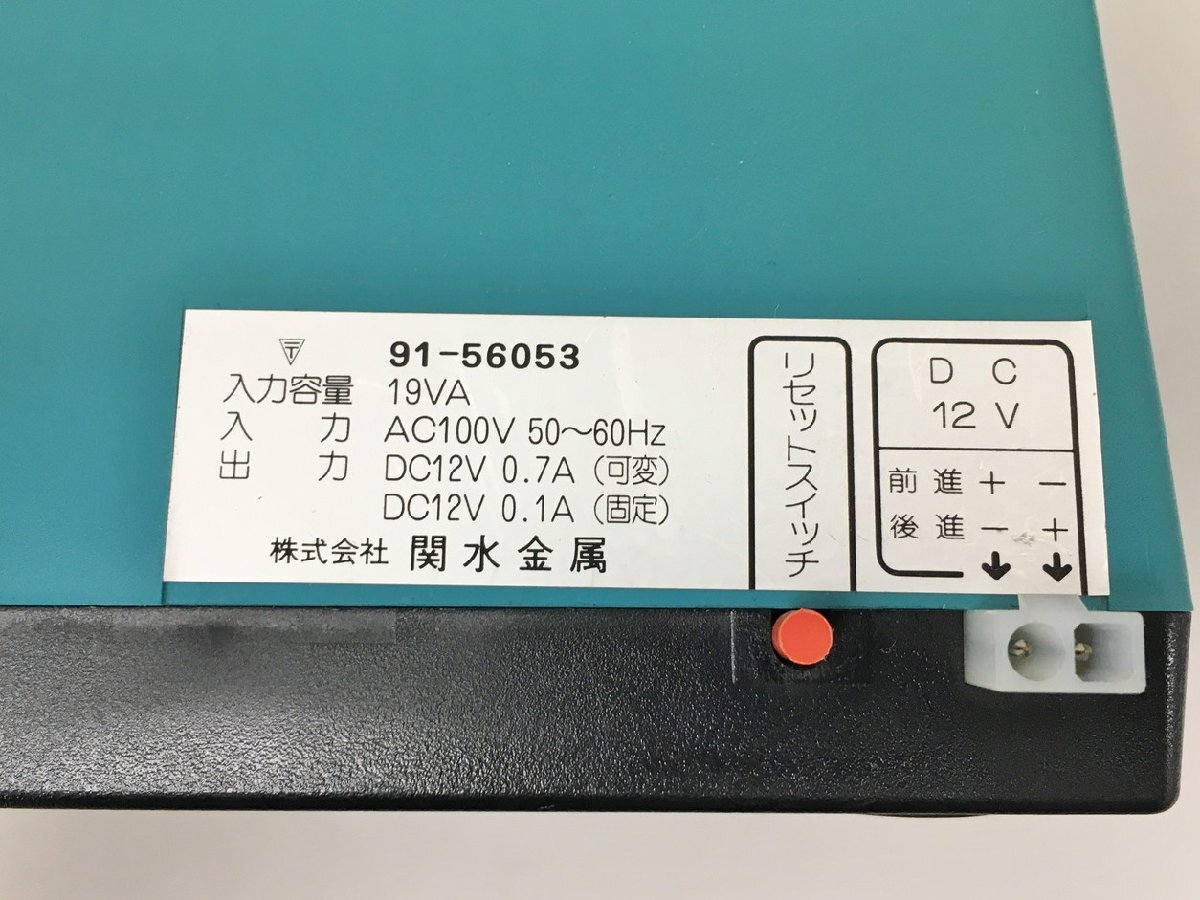 〒 91-56053
入力容量 19VA
入力 AC100V 50～60Hz
出力 DC12V 0.7A (可変)
DC12V 0.1A (固定)
株式会社 関水金属
リセットスイッチ
DC
12V
前進 + −
後進 − +